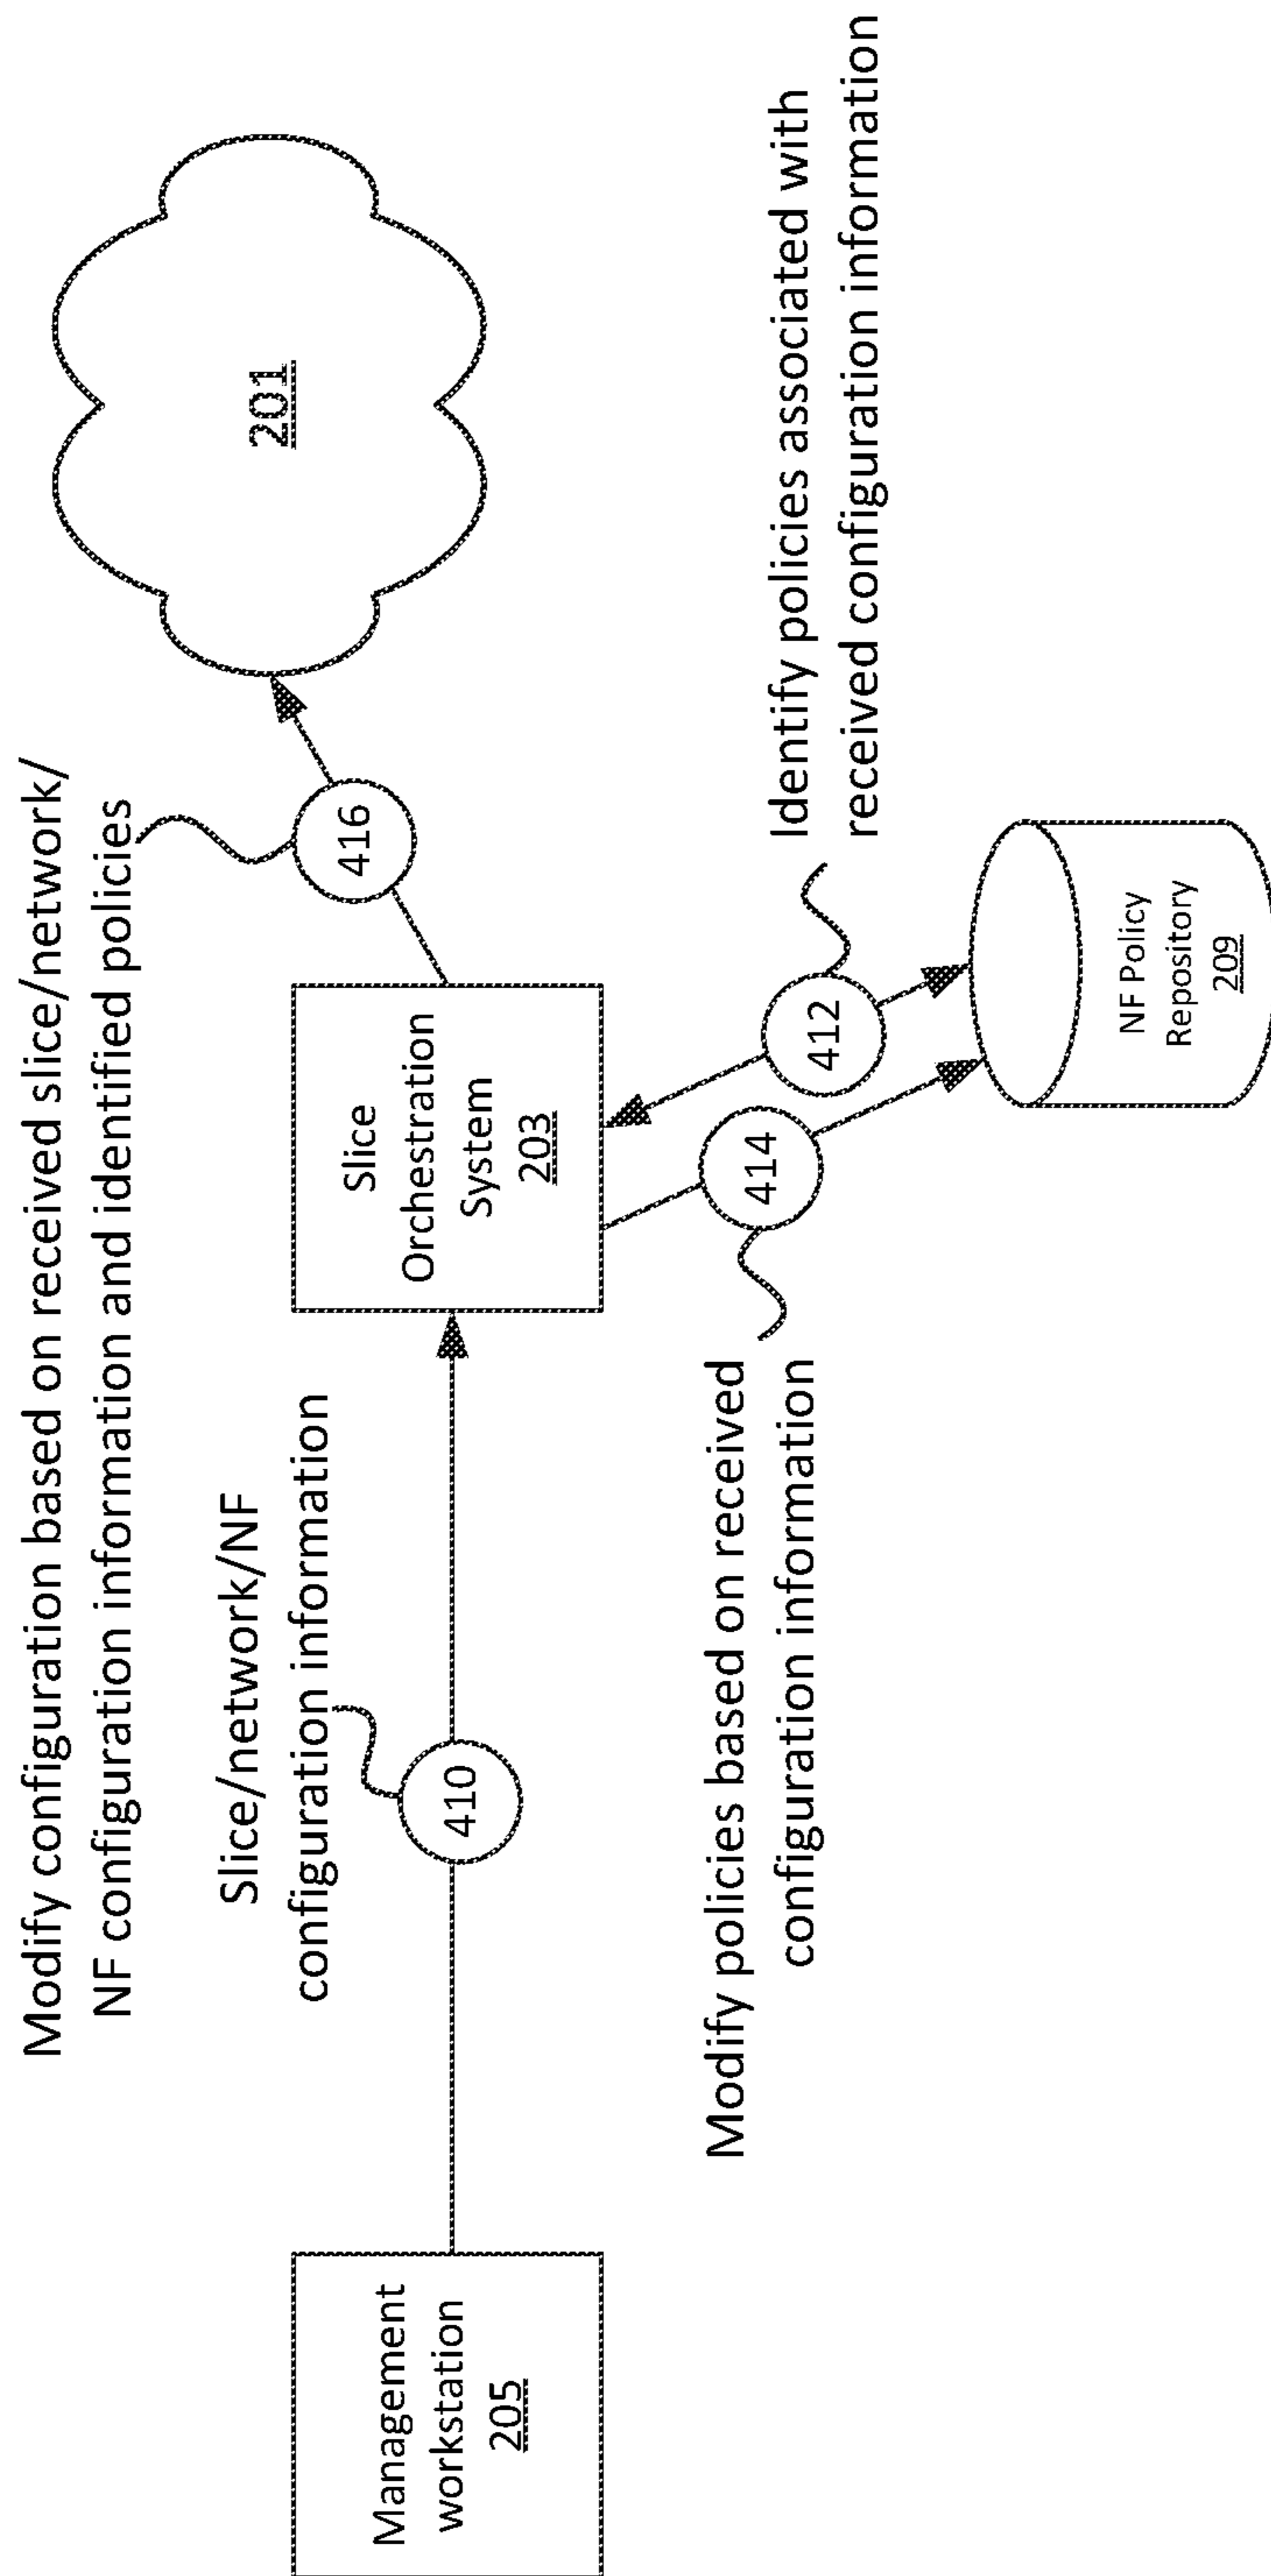 Modify configuration based on received slice/network/
NF configuration information and identified policies
201
416
Slice/network/NF
configuration information
410
Management
workstation
205
Slice
Orchestration
System
203
412
414
Identify policies associated with
received configuration information
Modify policies based on received
configuration information
NF Policy
Repository
209